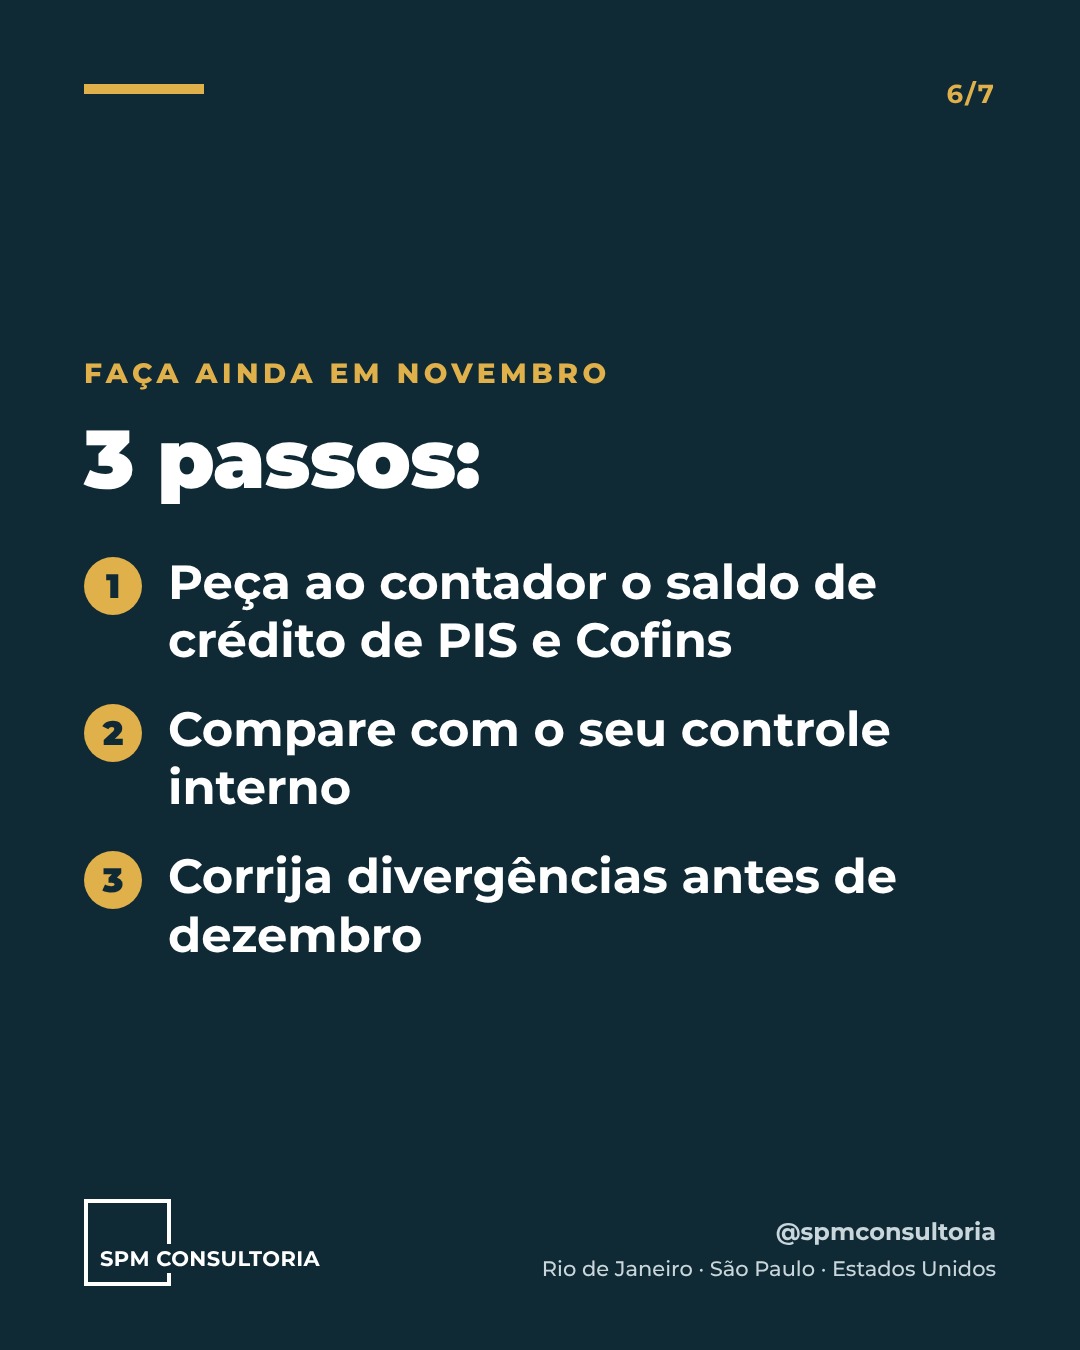 6/7
FAÇA AINDA EM NOVEMBRO
3 passos:
1 Peça ao contador o saldo de
crédito de PIS e Cofins
2 Compare com o seu controle
interno
3 Corrija divergências antes de
dezembro
SPM CONSULTORIA
@spmconsultoria
Rio de Janeiro · São Paulo · Estados Unidos